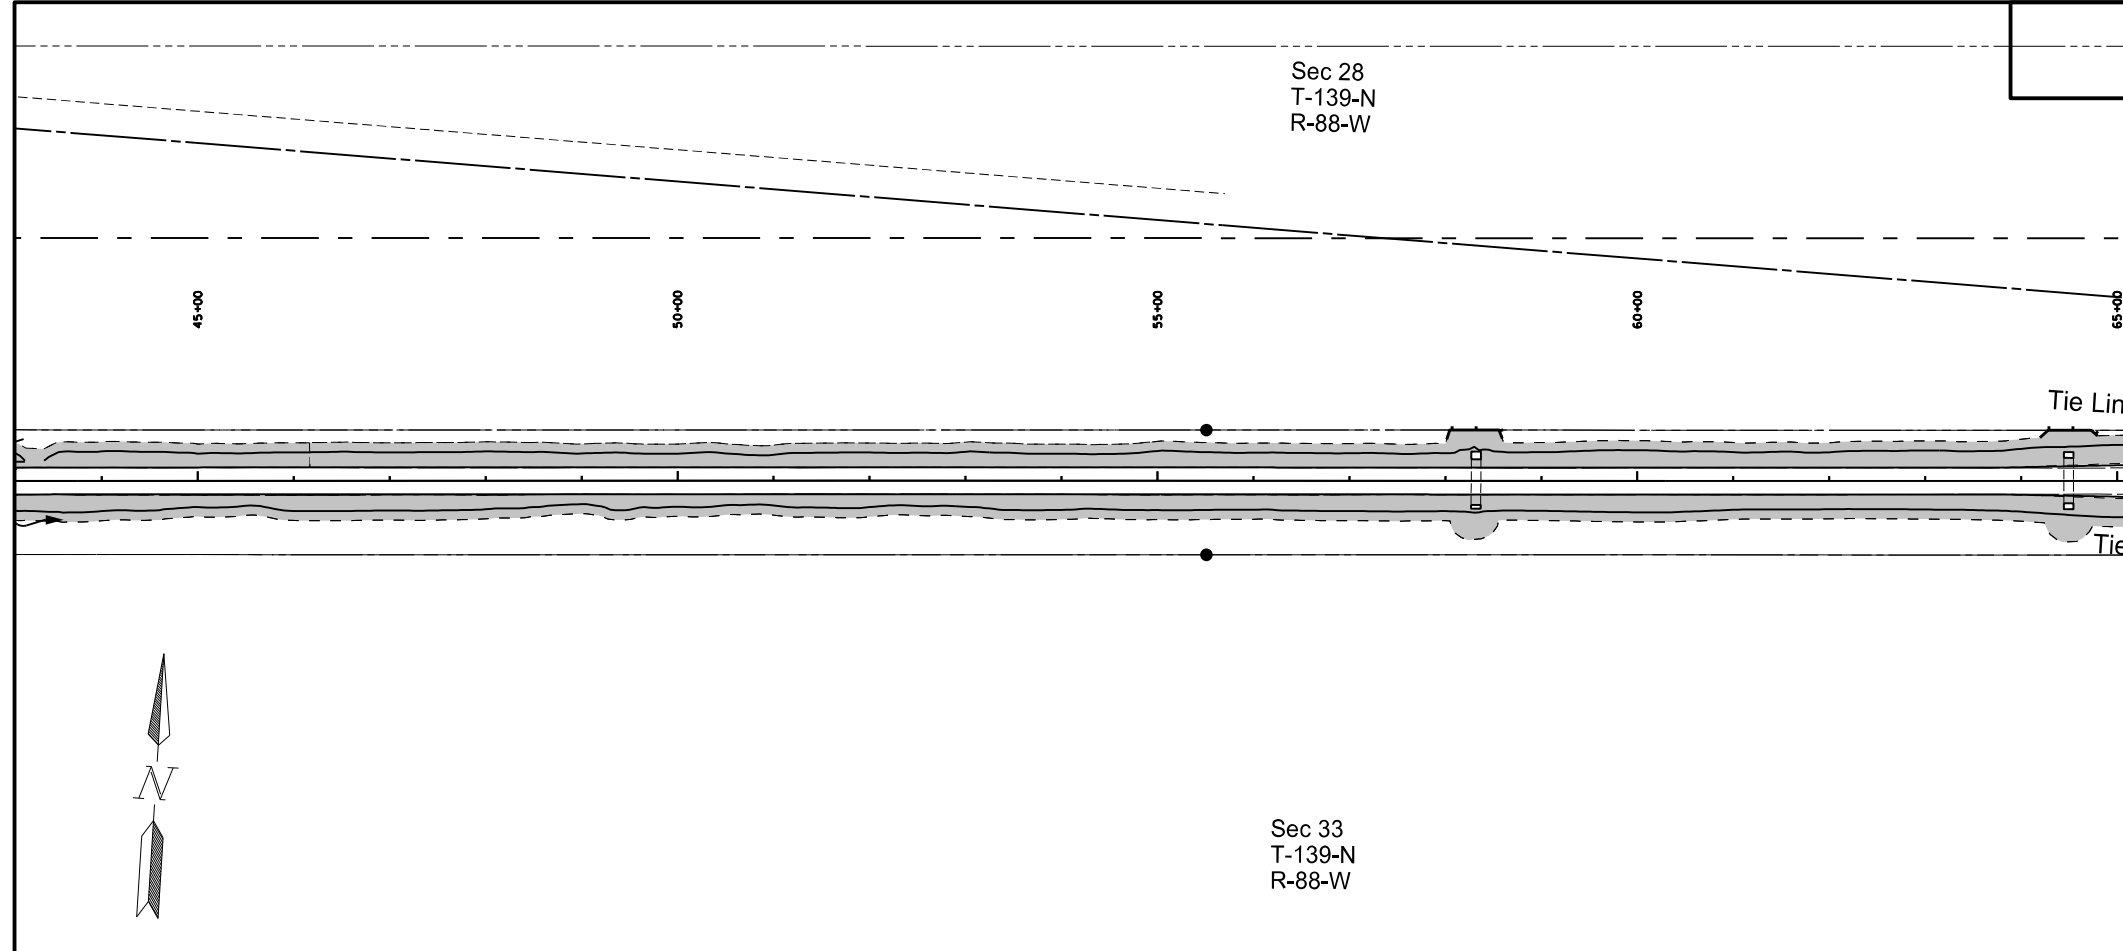 Sec 28
T-139-N
R-88-W
45+00
50+00
55+00
60+00
65+00
Tie Lin
Tie
N
Sec 33
T-139-N
R-88-W